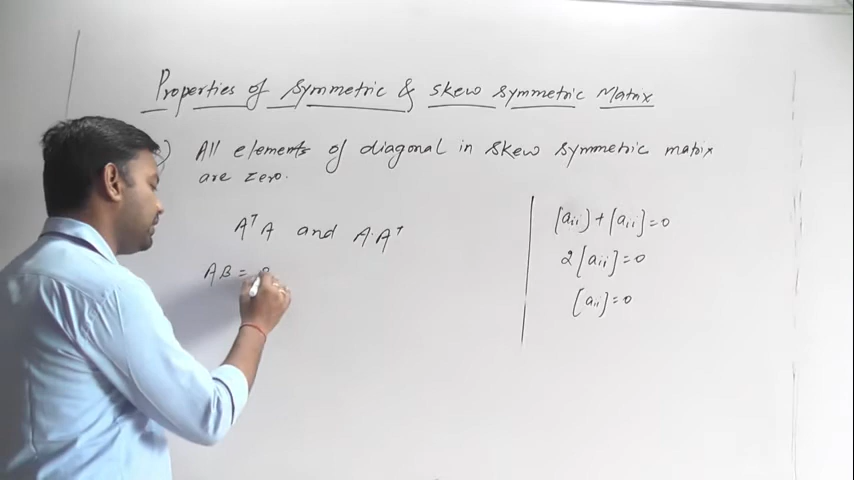 Properties of Symmetric & Skew Symmetric Matrix
) All elements of diagonal in Skew Symmetric matrix
are Zero.
AᵀA and A·Aᵀ
AB =
[aᵢᵢ) + [aᵢᵢ] = 0
2[aᵢᵢ] = 0
[aᵢᵢ] = 0